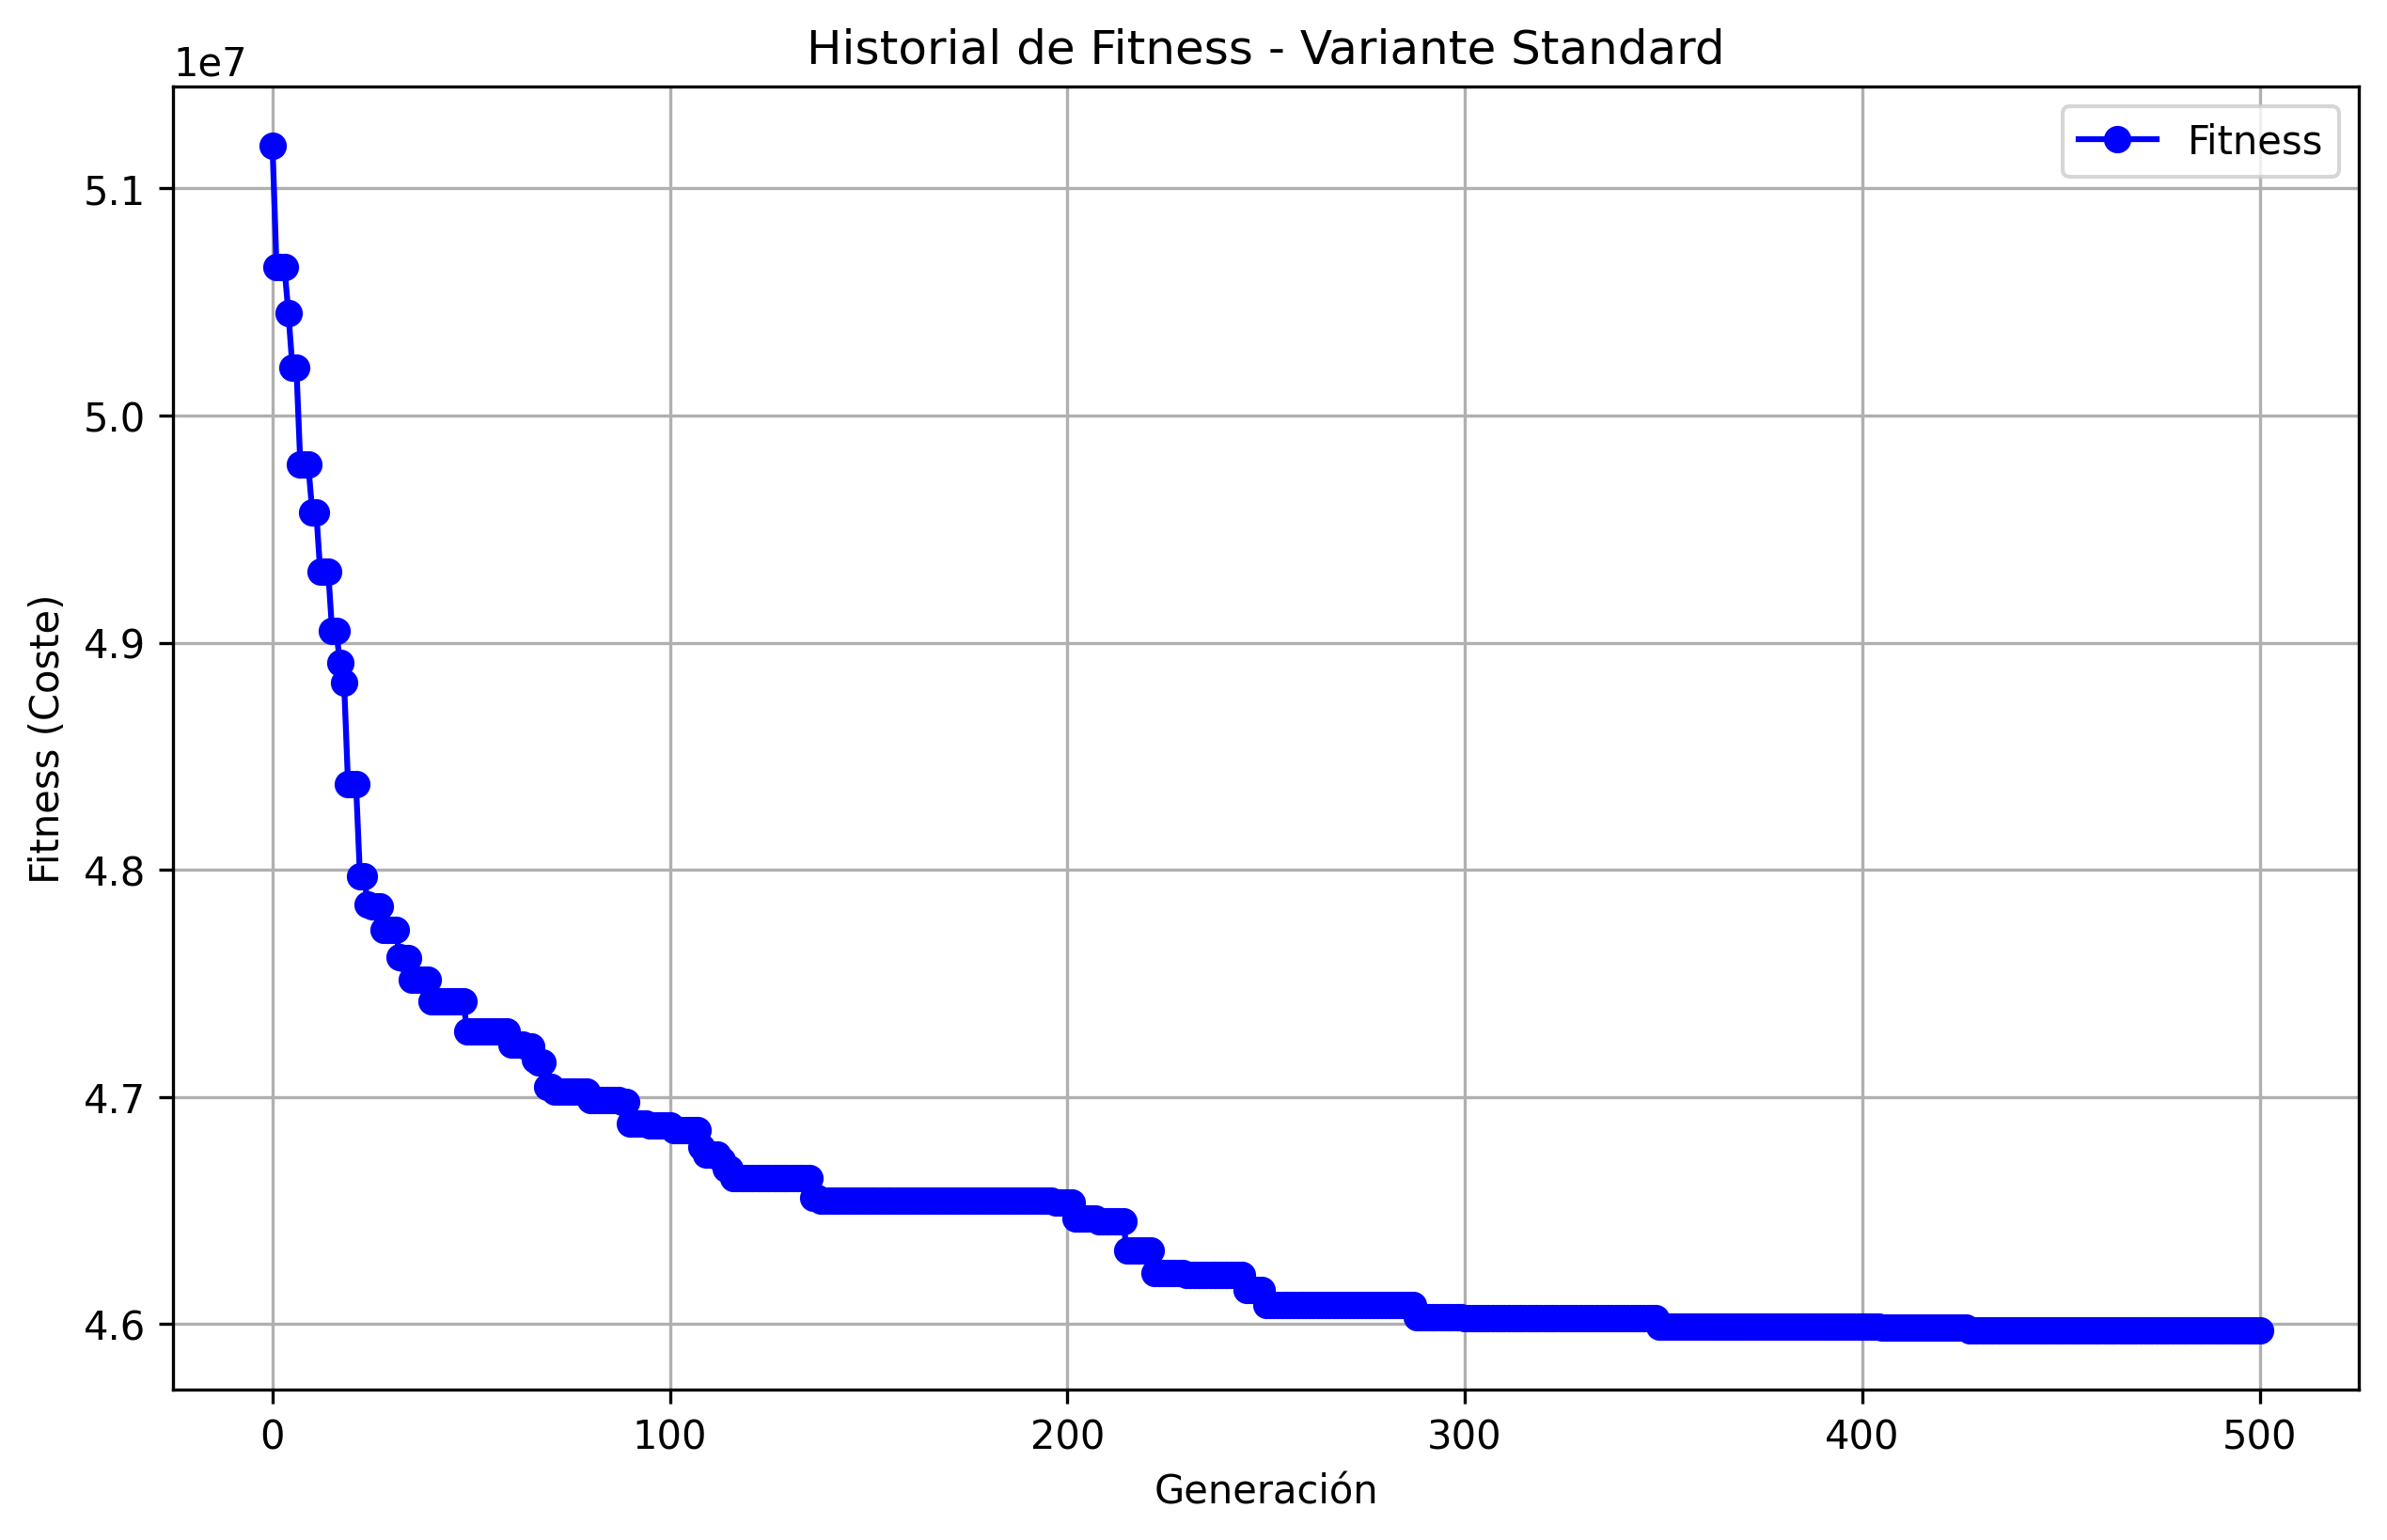 Historial de Fitness - Variante Standard
1e7
Fitness
5.1
5.0
4.9
4.8
4.7
4.6
Fitness (Coste)
0 100 200 300 400 500
Generación